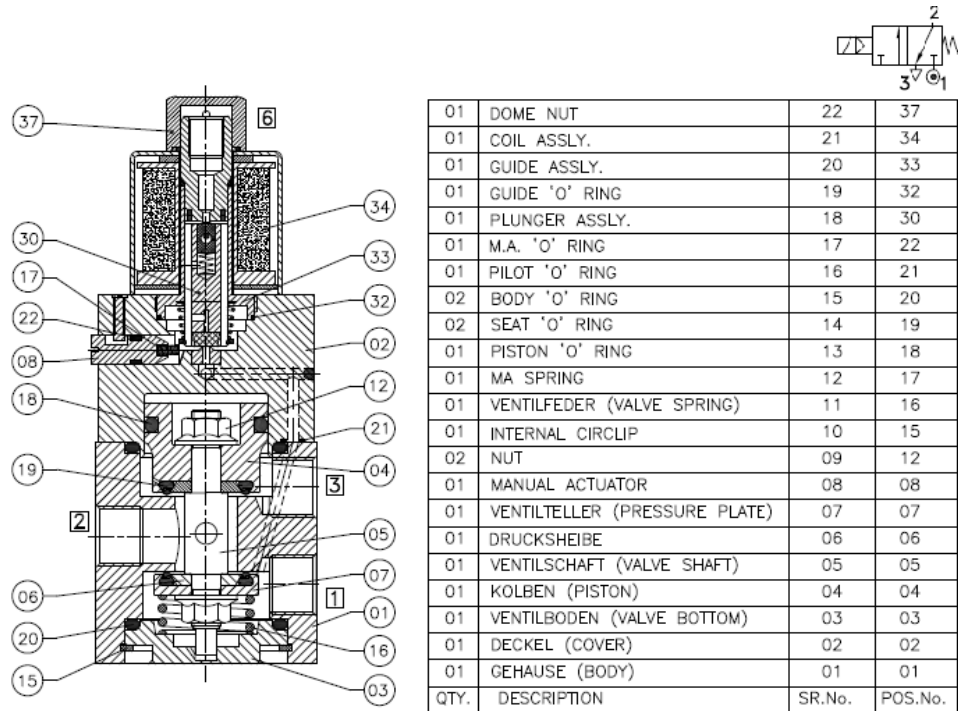 2
3 1
37
6
34
30
17
33
22
32
08
02
12
18
21
19
04
3
2
05
07
06
1
01
20
16
15
03
01 DOME NUT 22 37
01 COIL ASSLY. 21 34
01 GUIDE ASSLY. 20 33
01 GUIDE 'O' RING 19 32
01 PLUNGER ASSLY. 18 30
01 M.A. 'O' RING 17 22
01 PILOT 'O' RING 16 21
02 BODY 'O' RING 15 20
02 SEAT 'O' RING 14 19
01 PISTON 'O' RING 13 18
01 MA SPRING 12 17
01 VENTILFEDER (VALVE SPRING) 11 16
01 INTERNAL CIRCLIP 10 15
02 NUT 09 12
01 MANUAL ACTUATOR 08 08
01 VENTILTELLER (PRESSURE PLATE) 07 07
01 DRUCKSHEIBE 06 06
01 VENTILSCHAFT (VALVE SHAFT) 05 05
01 KOLBEN (PISTON) 04 04
01 VENTILBODEN (VALVE BOTTOM) 03 03
01 DECKEL (COVER) 02 02
01 GEHAUSE (BODY) 01 01
QTY. DESCRIPTION SR.No. POS.No.